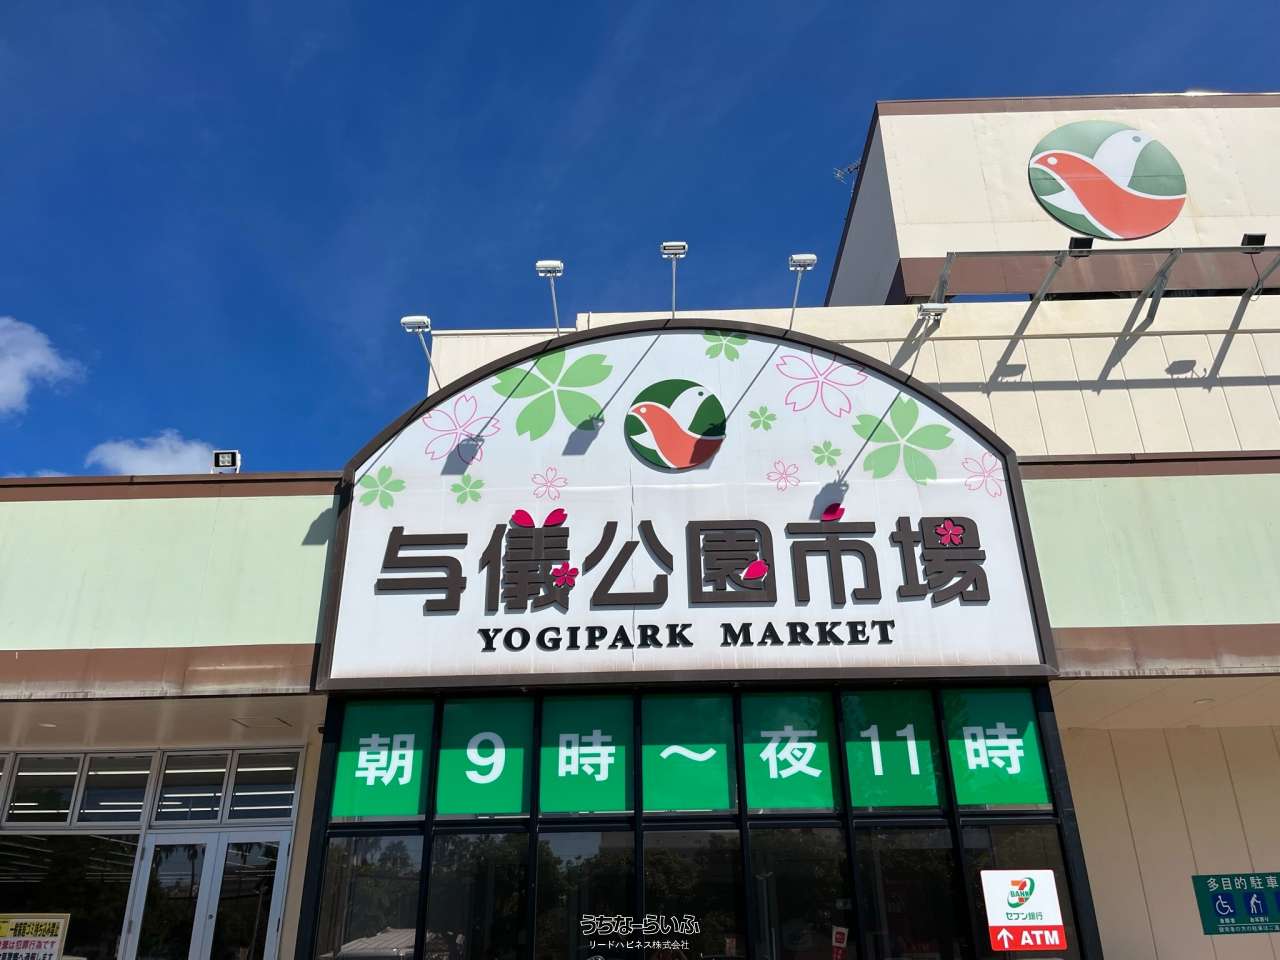 与儀公園市場
YOGIPARK MARKET
朝9時～夜11時
BANK
セブン銀行
↑ATM
多目的駐車
うちなーらいふ
リードハピネス株式会社